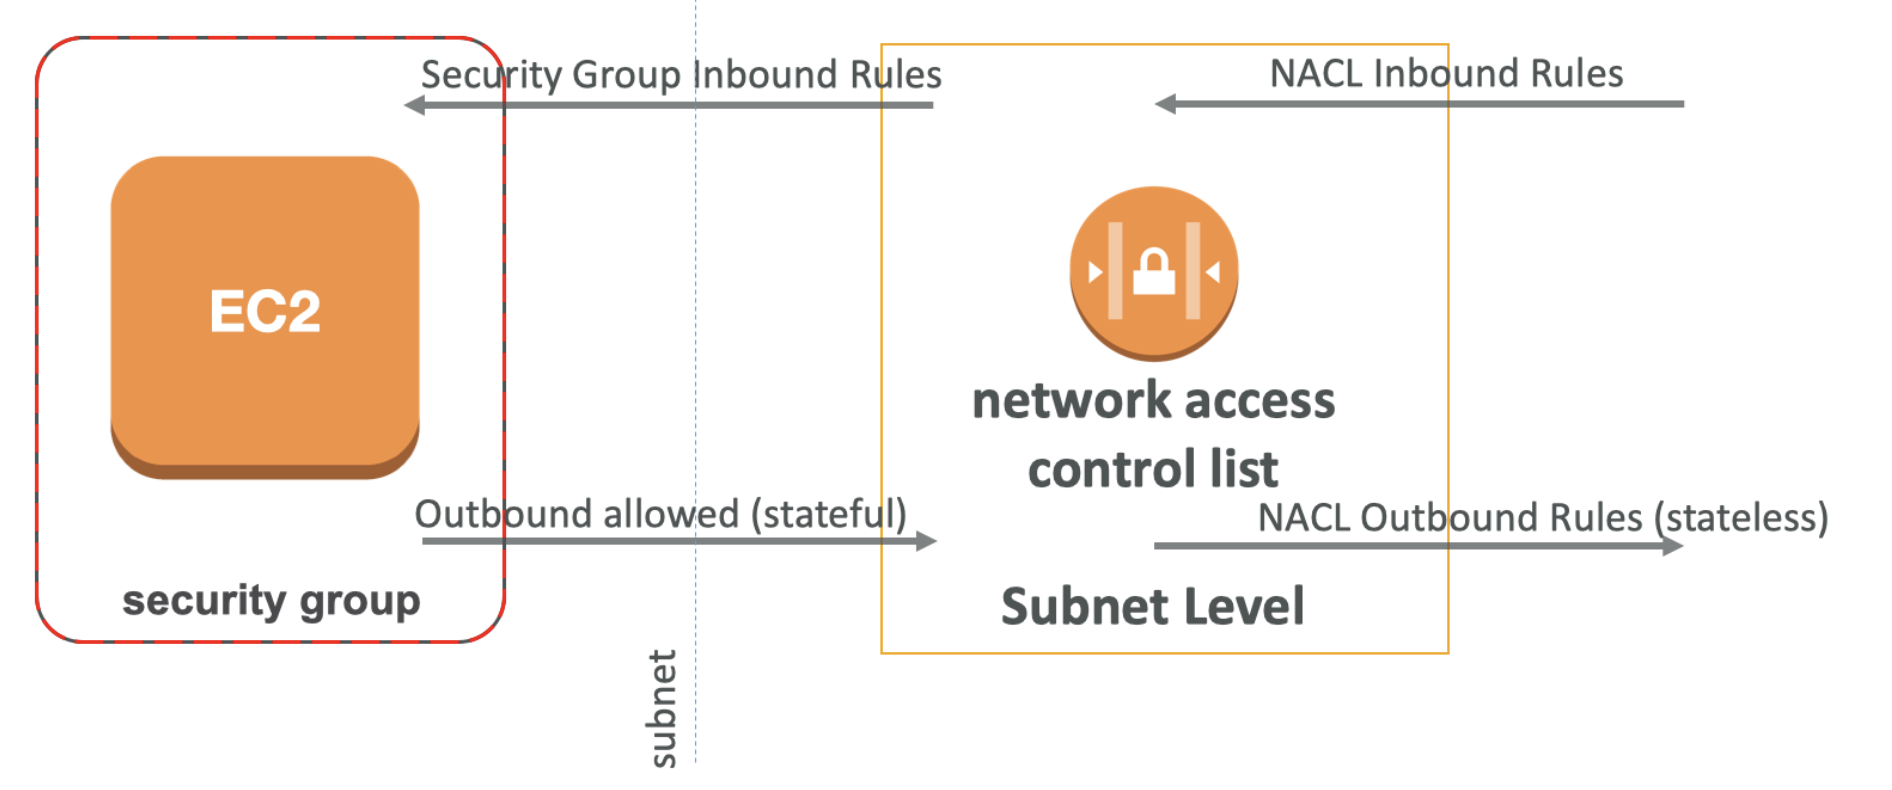 Security Group Inbound Rules
NACL Inbound Rules
EC2
network access
control list
Outbound allowed (stateful)
NACL Outbound Rules (stateless)
security group
Subnet Level
subnet